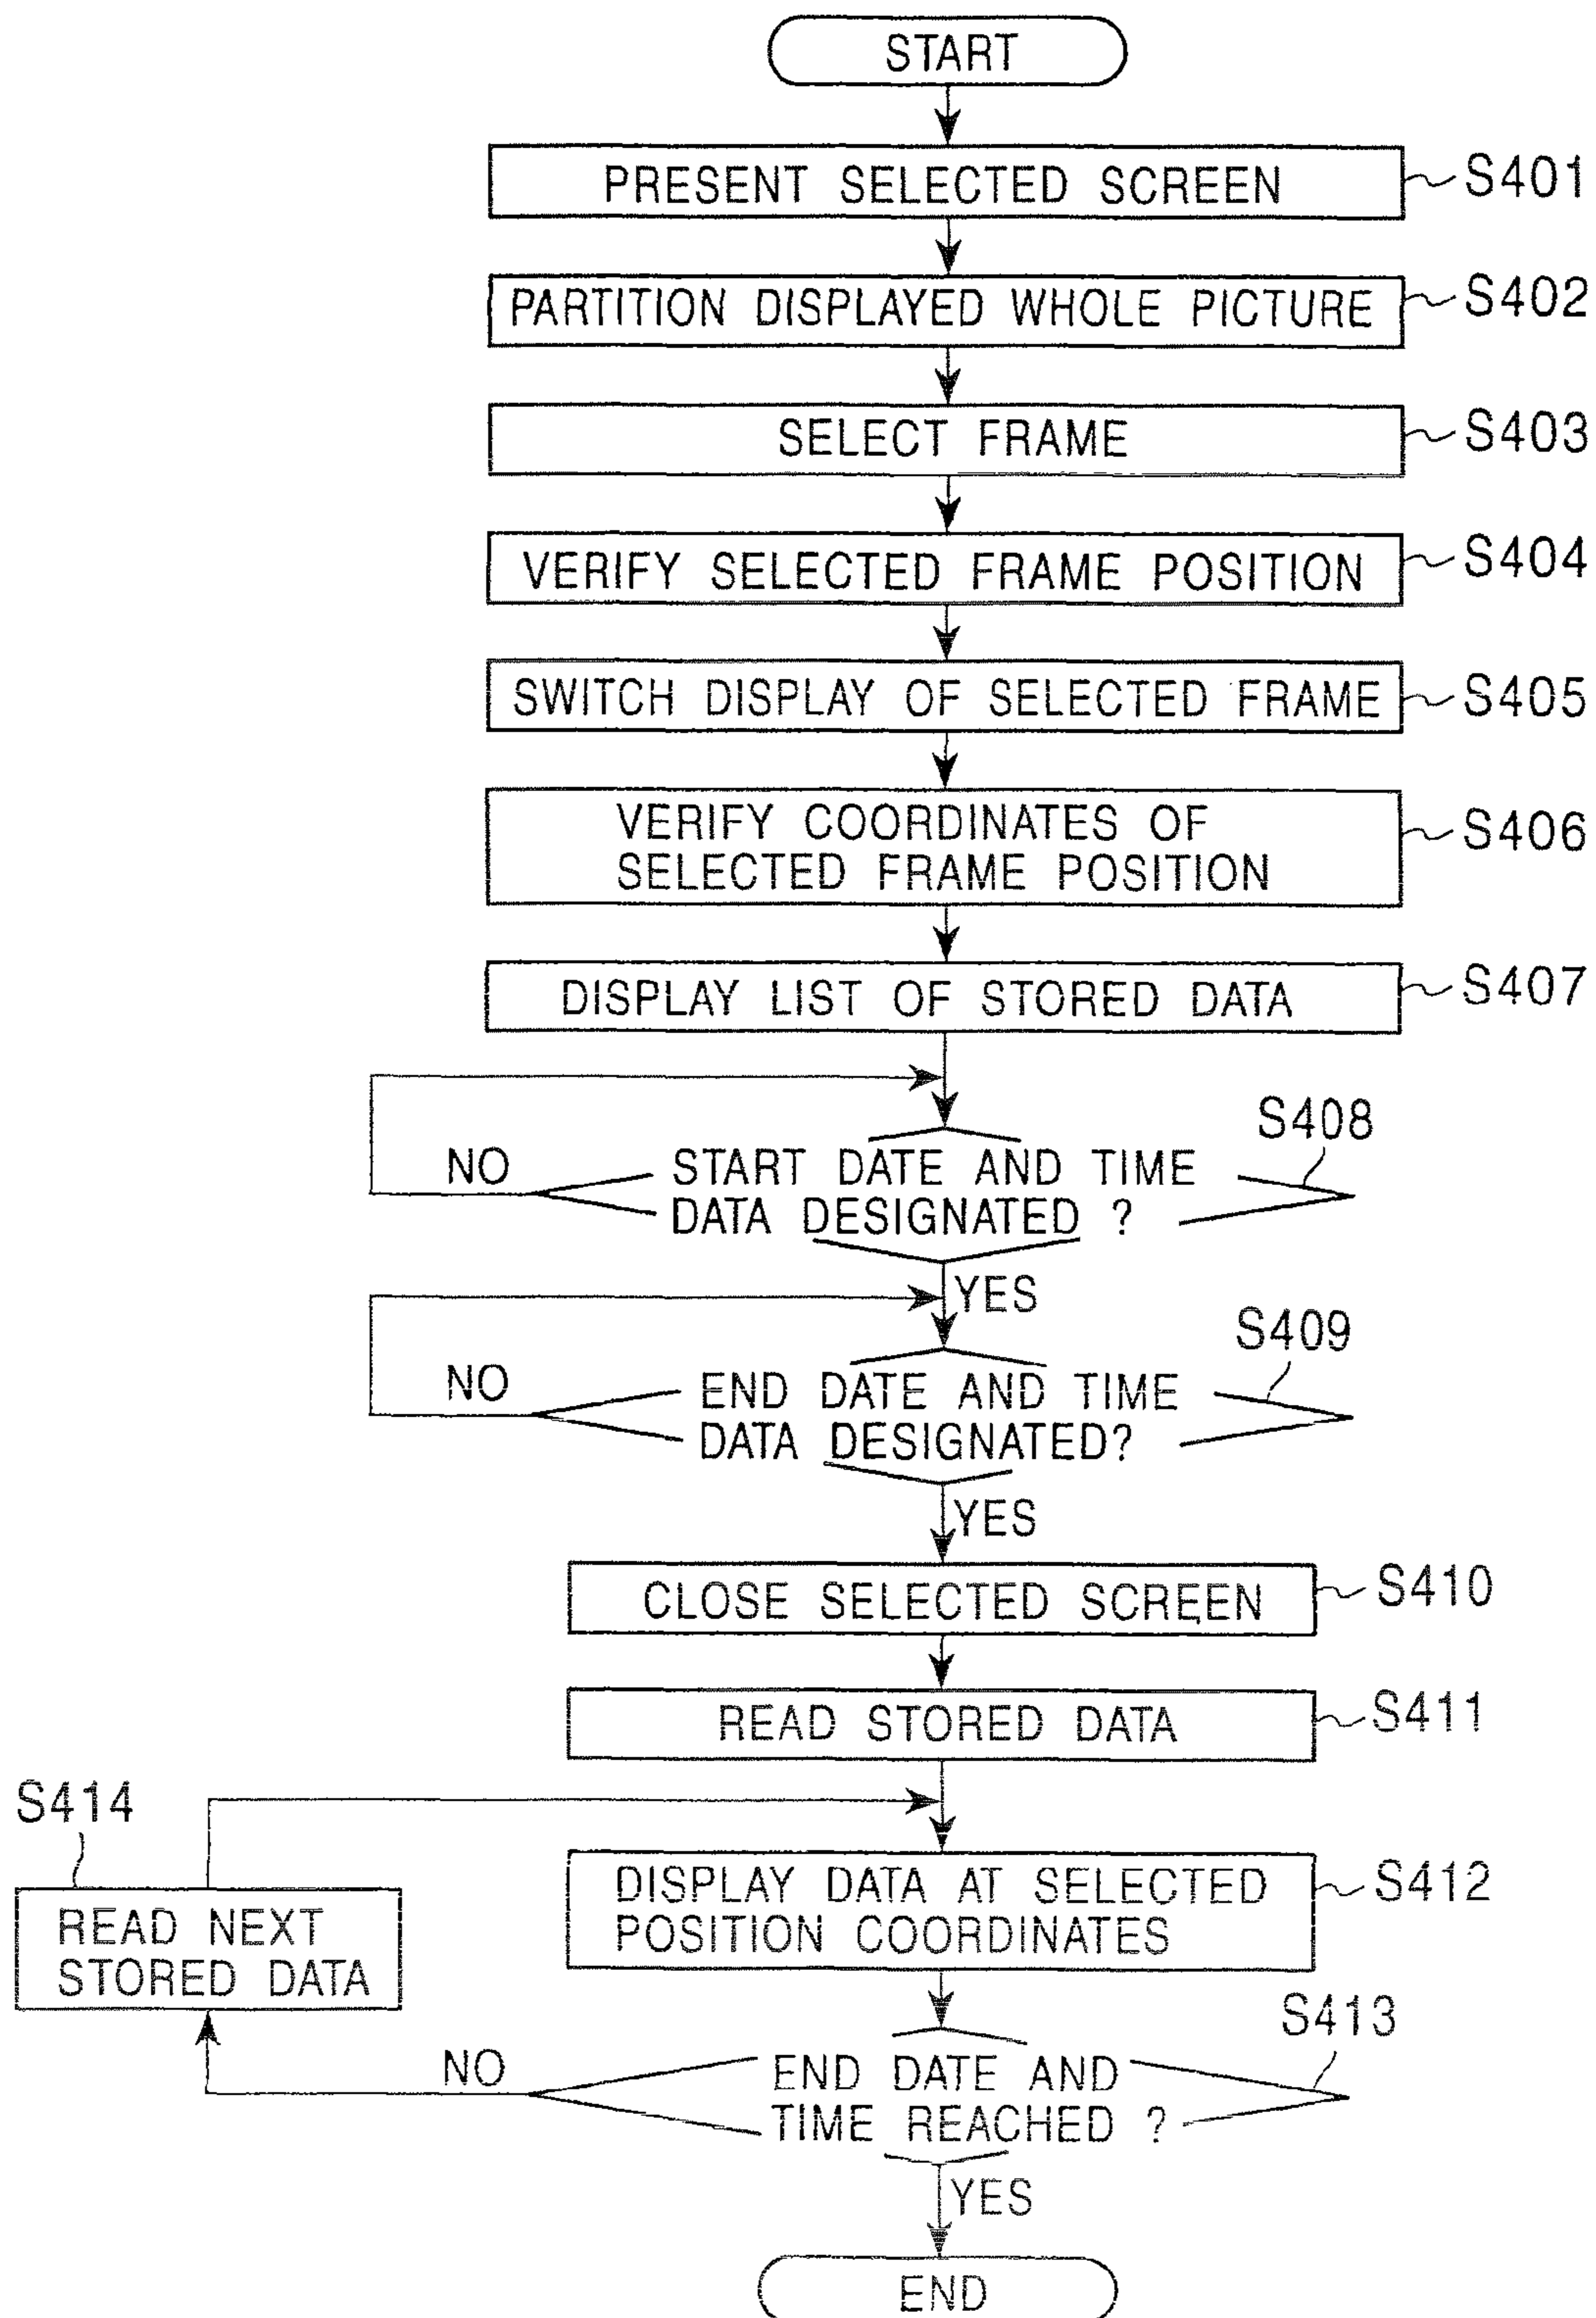 START
PRESENT SELECTED SCREEN
S401
PARTITION DISPLAYED WHOLE PICTURE
S402
SELECT FRAME
S403
VERIFY SELECTED FRAME POSITION
S404
SWITCH DISPLAY OF SELECTED FRAME
S405
VERIFY COORDINATES OF
SELECTED FRAME POSITION
S406
DISPLAY LIST OF STORED DATA
S407
S408
NO
START DATE AND TIME
DATA DESIGNATED ?
YES
S409
NO
END DATE AND TIME
DATA DESIGNATED?
YES
CLOSE SELECTED SCREEN
S410
READ STORED DATA
S411
S414
READ NEXT
STORED DATA
DISPLAY DATA AT SELECTED
POSITION COORDINATES
S412
S413
NO
END DATE AND
TIME REACHED ?
YES
END